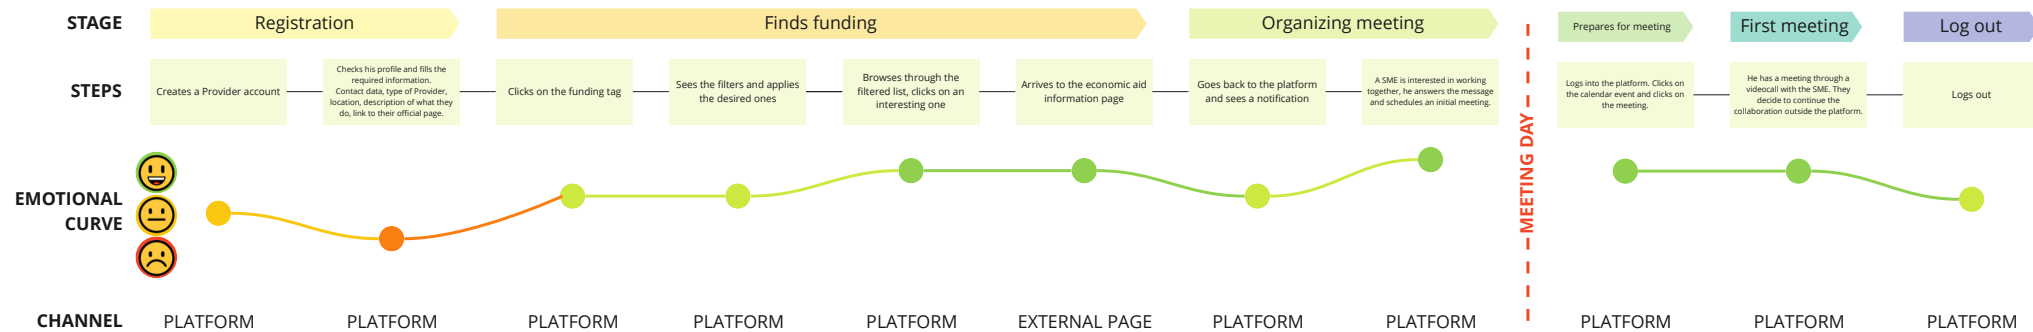 STAGE
Registration
Finds funding
Organizing meeting
Prepares for meeting
First meeting
Log out
STEPS
Creates a Provider account
Checks his profile and fills the
required information.
Contact data, type of Provider,
location, description of what they
do, link to their official page.
Clicks on the funding tag
Sees the filters and applies
the desired ones
Browses through the
filtered list, clicks on an
interesting one
Arrives to the economic aid
information page
Goes back to the platform
and sees a notification
A SME is interested in working
together, he answers the message
and schedules an initial meeting.
Logs into the platform. Clicks on
the calendar event and clicks on
the meeting.
He has a meeting through a
videocall with the SME. They
decide to continue the
collaboration outside the platform.
Logs out
MEETING DAY
EMOTIONAL
CURVE
CHANNEL
PLATFORM
PLATFORM
PLATFORM
PLATFORM
PLATFORM
EXTERNAL PAGE
PLATFORM
PLATFORM
PLATFORM
PLATFORM
PLATFORM